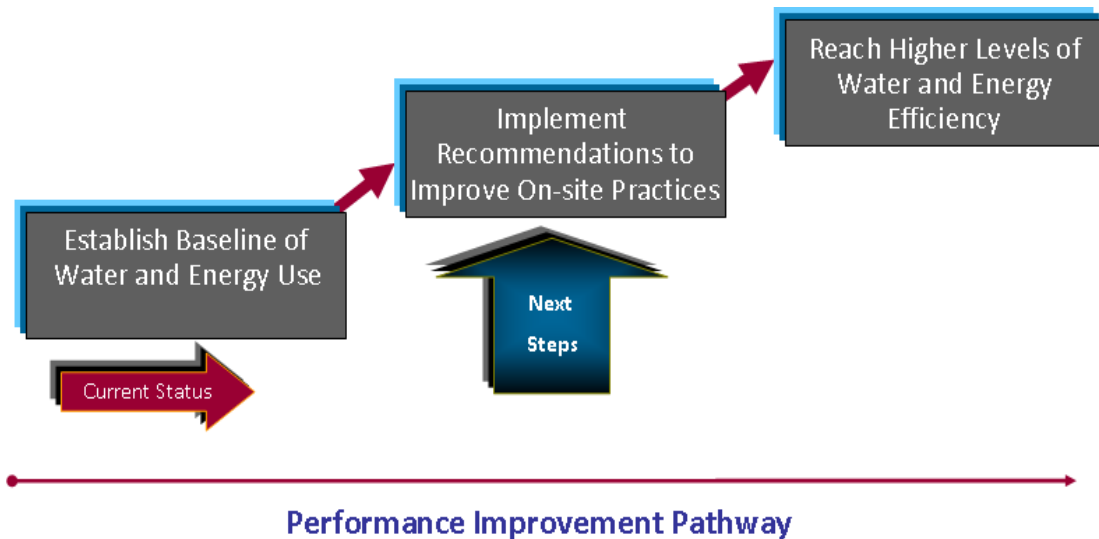 Establish Baseline of
Water and Energy Use
Current Status
Implement
Recommendations to
Improve On-site Practices
Next
Steps
Reach Higher Levels of
Water and Energy
Efficiency
Performance Improvement Pathway